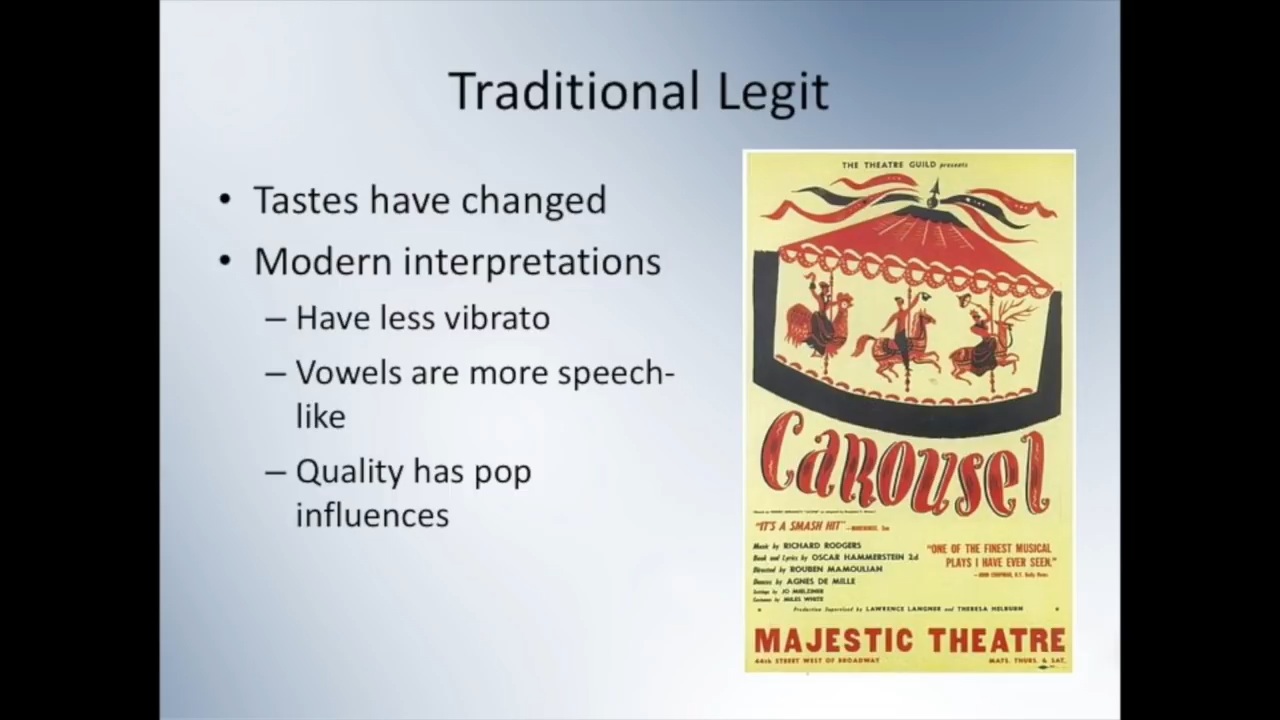 Traditional Legit
• Tastes have changed
• Modern interpretations
– Have less vibrato
– Vowels are more speech-
like
– Quality has pop
influences
THE THEATRE GUILD presents
CAROUSEL
"IT'S A SMASH HIT"
Music by RICHARD RODGERS
Book and Lyrics by OSCAR HAMMERSTEIN 2d
Directed by ROUBEN MAMOULIAN
Dances by AGNES DE MILLE
Settings by JO MIELZINER
Costumes by MILES WHITE
"ONE OF THE FINEST MUSICAL
PLAYS I HAVE EVER SEEN."
—JOHN CHAPMAN, N.Y. Daily News
Production Supervised by LAWRENCE LANGNER and THERESA HELBURN
MAJESTIC THEATRE
44th STREET WEST OF BROADWAY
MATS. THURS. & SAT.